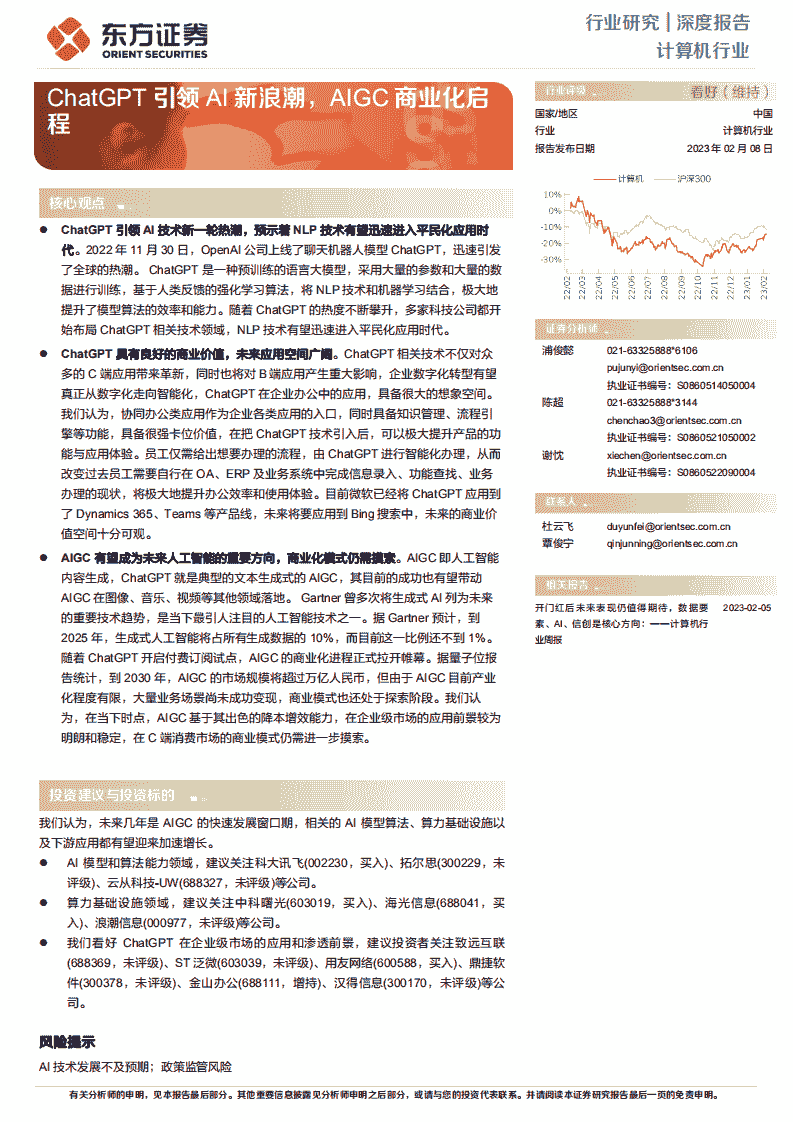 东方证券
ORIENT SECURITIES
行业研究 | 深度报告
计算机行业
ChatGPT 引领 AI 新浪潮，AIGC 商业化启
程
核心观点
● ChatGPT 引领 AI 技术新一轮热潮，预示着 NLP 技术有望迅速进入平民化应用时
代。2022 年 11 月 30 日，OpenAI 公司上线了聊天机器人模型 ChatGPT，迅速引发
了全球的热潮。 ChatGPT 是一种预训练的语言大模型，采用大量的参数和大量的数
据进行训练，基于人类反馈的强化学习算法，将 NLP 技术和机器学习结合，极大地
提升了模型算法的效率和能力。随着 ChatGPT 的热度不断攀升，多家科技公司都开
始布局 ChatGPT 相关技术领域，NLP 技术有望迅速进入平民化应用时代。
● ChatGPT 具有良好的商业价值，未来应用空间广阔。ChatGPT 相关技术不仅对众
多的 C 端应用带来革新，同时也将对 B 端应用产生重大影响，企业数字化转型有望
真正从数字化走向智能化，ChatGPT 在企业办公中的应用，具备很大的想象空间。
我们认为，协同办公类应用作为企业各类应用的入口，同时具备知识管理、流程引
擎等功能，具备很强卡位价值，在把 ChatGPT 技术引入后，可以极大提升产品的功
能与应用体验。员工仅需给出想要办理的流程，由 ChatGPT 进行智能化办理，从而
改变过去员工需要自行在 OA、ERP 及业务系统中完成信息录入、功能查找、业务
办理的现状，将极大地提升办公效率和使用体验。目前微软已经将 ChatGPT 应用到
了 Dynamics 365、Teams 等产品线，未来将要应用到 Bing 搜索中，未来的商业价
值空间十分可观。
● AIGC 有望成为未来人工智能的重要方向，商业化模式仍需摸索。AIGC 即人工智能
内容生成，ChatGPT 就是典型的文本生成式的 AIGC，其目前的成功也有望带动
AIGC 在图像、音乐、视频等其他领域落地。 Gartner 曾多次将生成式 AI 列为未来
的重要技术趋势，是当下最引人注目的人工智能技术之一。据 Gartner 预计，到
2025 年，生成式人工智能将占所有生成数据的 10%，而目前这一比例还不到 1%。
随着 ChatGPT 开启付费订阅试点，AIGC 的商业化进程正式拉开帷幕。据量子位报
告统计，到 2030 年，AIGC 的市场规模将超过万亿人民币，但由于 AIGC 目前产业
化程度有限，大量业务场景尚未成功变现，商业模式也还处于探索阶段。我们认
为，在当下时点，AIGC 基于其出色的降本增效能力，在企业级市场的应用前景较为
明朗和稳定，在 C 端消费市场的商业模式仍需进一步摸索。
投资建议与投资标的
我们认为，未来几年是 AIGC 的快速发展窗口期，相关的 AI 模型算法、算力基础设施以
及下游应用都有望迎来加速增长。
● AI 模型和算法能力领域，建议关注科大讯飞(002230，买入)、拓尔思(300229，未
评级)、云从科技-UW(688327，未评级)等公司。
● 算力基础设施领域，建议关注中科曙光(603019，买入)、海光信息(688041，买
入)、浪潮信息(000977，未评级)等公司。
● 我们看好 ChatGPT 在企业级市场的应用和渗透前景，建议投资者关注致远互联
(688369，未评级)、ST 泛微(603039，未评级)、用友网络(600588，买入)、鼎捷软
件(300378，未评级)、金山办公(688111，增持)、汉得信息(300170，未评级)等公
司。
风险提示
AI 技术发展不及预期；政策监管风险
行业评级 看好（维持）
国家/地区 中国
行业 计算机行业
报告发布日期 2023 年 02 月 08 日
计算机 沪深300
10%
0%
-10%
-20%
-30%
22/02 22/03 22/04 22/05 22/06 22/07 22/08 22/09 22/10 22/11 22/12 23/01 23/02
证券分析师
浦俊懿 021-63325888*6106
pujunyi@orientsec.com.cn
执业证书编号：S0860514050004
陈超 021-63325888*3144
chenchao3@orientsec.com.cn
执业证书编号：S0860521050002
谢忱 xiechen@orientsec.com.cn
执业证书编号：S0860522090004
联系人
杜云飞 duyunfei@orientsec.com.cn
覃俊宁 qinjunning@orientsec.com.cn
相关报告
开门红后未来表现仍值得期待，数据要 2023-02-05
素、AI、信创是核心方向：——计算机行
业周报
有关分析师的申明，见本报告最后部分。其他重要信息披露见分析师申明之后部分，或请与您的投资代表联系。并请阅读本证券研究报告最后一页的免责申明。